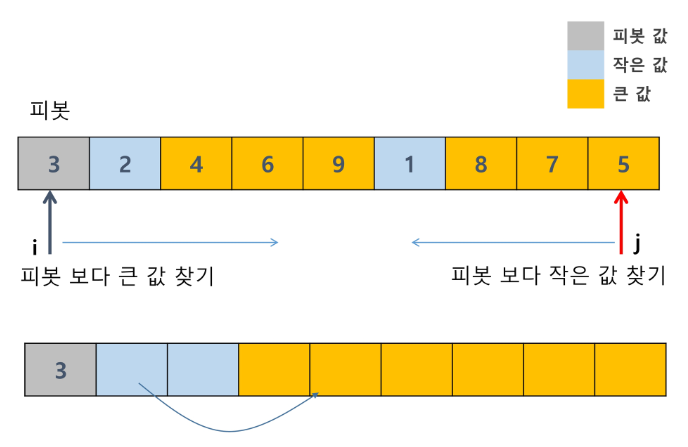 피봇 값
작은 값
큰 값
피봇
3 2 4 6 9 1 8 7 5
i j
피봇 보다 큰 값 찾기 피봇 보다 작은 값 찾기
3